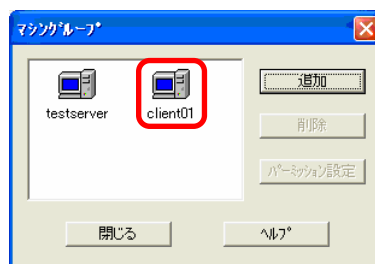 ﾏｼﾝｸﾞﾙｰﾌﾟ
testserver
client01
追加
削除
ﾊﾟｰﾐｯｼｮﾝ設定
閉じる
ﾍﾙﾌﾟ